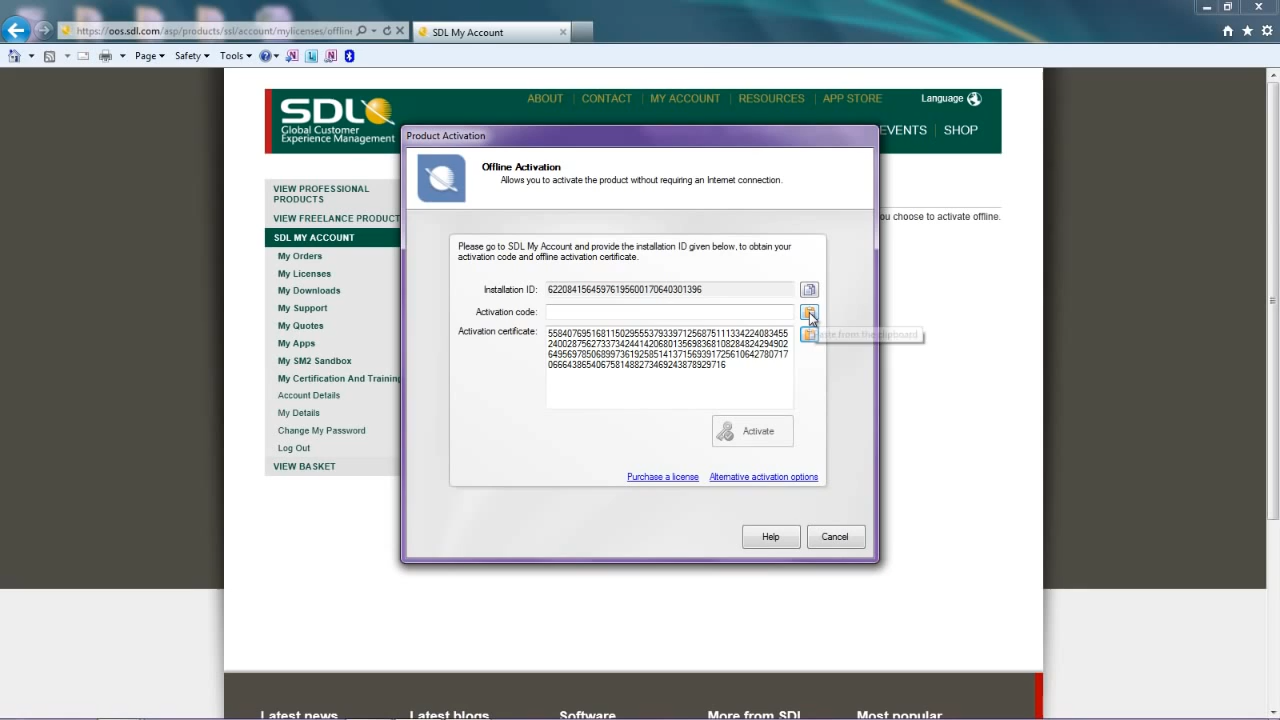 https://oos.sdl.com/asp/products/ssl/account/mylicenses/offline
SDL My Account
Page
Safety
Tools
SDL
Global Customer
Experience Management
ABOUT
CONTACT
MY ACCOUNT
RESOURCES
APP STORE
Language
EVENTS
SHOP
VIEW PROFESSIONAL
PRODUCTS
VIEW FREELANCE PRODUCT
SDL MY ACCOUNT
My Orders
My Licenses
My Downloads
My Support
My Quotes
My Apps
My SM2 Sandbox
My Certification And Training
Account Details
My Details
Change My Password
Log Out
VIEW BASKET
ou choose to activate offline.
Product Activation
Offline Activation
Allows you to activate the product without requiring an Internet connection.
Please go to SDL My Account and provide the installation ID given below, to obtain your
activation code and offline activation certificate.
Installation ID:
62208415645976195600170640301396
Activation code:
Activation certificate:
55840769516811502955537933971256875111334224083455
24002875627337342441420680135698368108284824294902
64956978506899736192585141371569391725610642780717
0666438654067581488273469243878929716
from the clipboard
Activate
Purchase a license
Alternative activation options
Help
Cancel
Latest news
Latest blogs
Software
More from SDL
Most popular